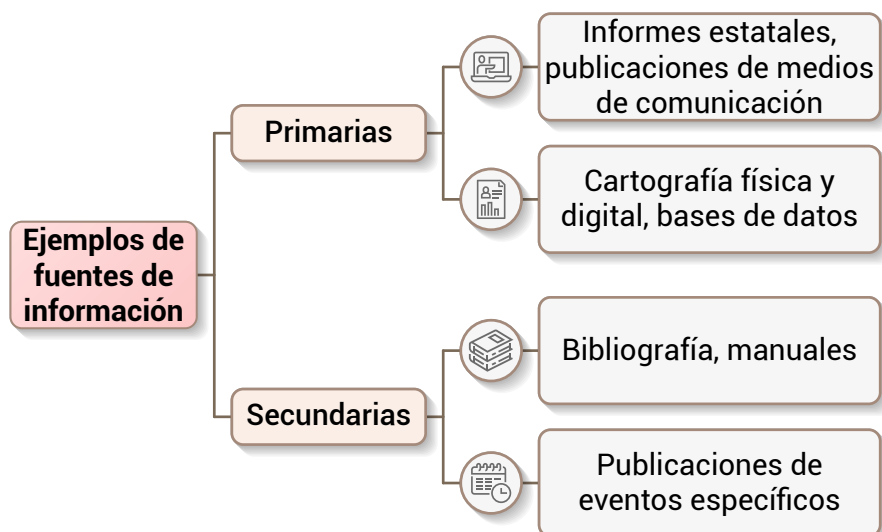 Ejemplos de
fuentes de
información
Primarias
Informes estatales,
publicaciones de medios
de comunicación
Cartografía física y
digital, bases de datos
Secundarias
Bibliografía, manuales
Publicaciones de
eventos específicos